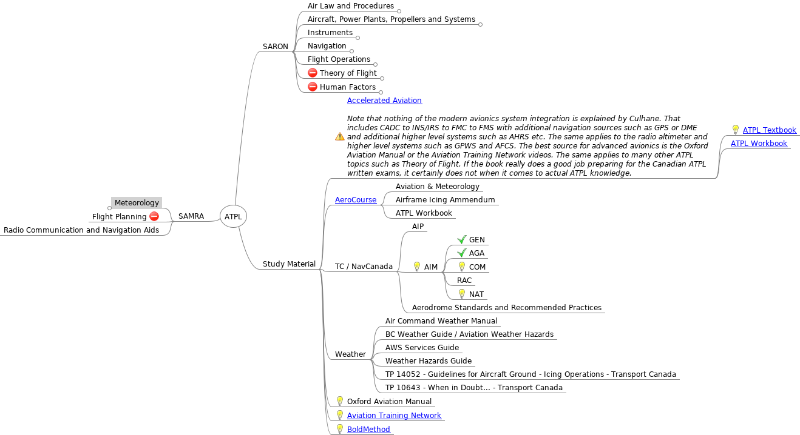 Air Law and Procedures
Aircraft, Power Plants, Propellers and Systems
Instruments
SARON
Navigation
Flight Operations
Theory of Flight
Human Factors
Accelerated Aviation
Note that nothing of the modern avionics system integration is explained by Culhane. That
includes CADC to INS/IRS to FMC to FMS with additional navigation sources such as GPS or DME
and additional higher level systems such as AHRS etc. The same applies to the radio altimeter and
higher level systems such as GPWS and AFCS. The best source for advanced avionics is the Oxford
Aviation Manual or the Aviation Training Network videos. The same applies to many other ATPL
topics such as Theory of Flight. If the book really does a good job preparing for the Canadian ATPL
written exams, it certainly does not when it comes to actual ATPL knowledge.
ATPL Textbook
ATPL Workbook
Meteorology
Flight Planning
SAMRA
Radio Communication and Navigation Aids
ATPL
Study Material
AeroCourse
Aviation & Meteorology
Airframe Icing Ammendum
ATPL Workbook
TC / NavCanada
AIP
AIM
GEN
AGA
COM
RAC
NAT
Aerodrome Standards and Recommended Practices
Weather
Air Command Weather Manual
BC Weather Guide / Aviation Weather Hazards
AWS Services Guide
Weather Hazards Guide
TP 14052 - Guidelines for Aircraft Ground - Icing Operations - Transport Canada
TP 10643 - When in Doubt... - Transport Canada
Oxford Aviation Manual
Aviation Training Network
BoldMethod